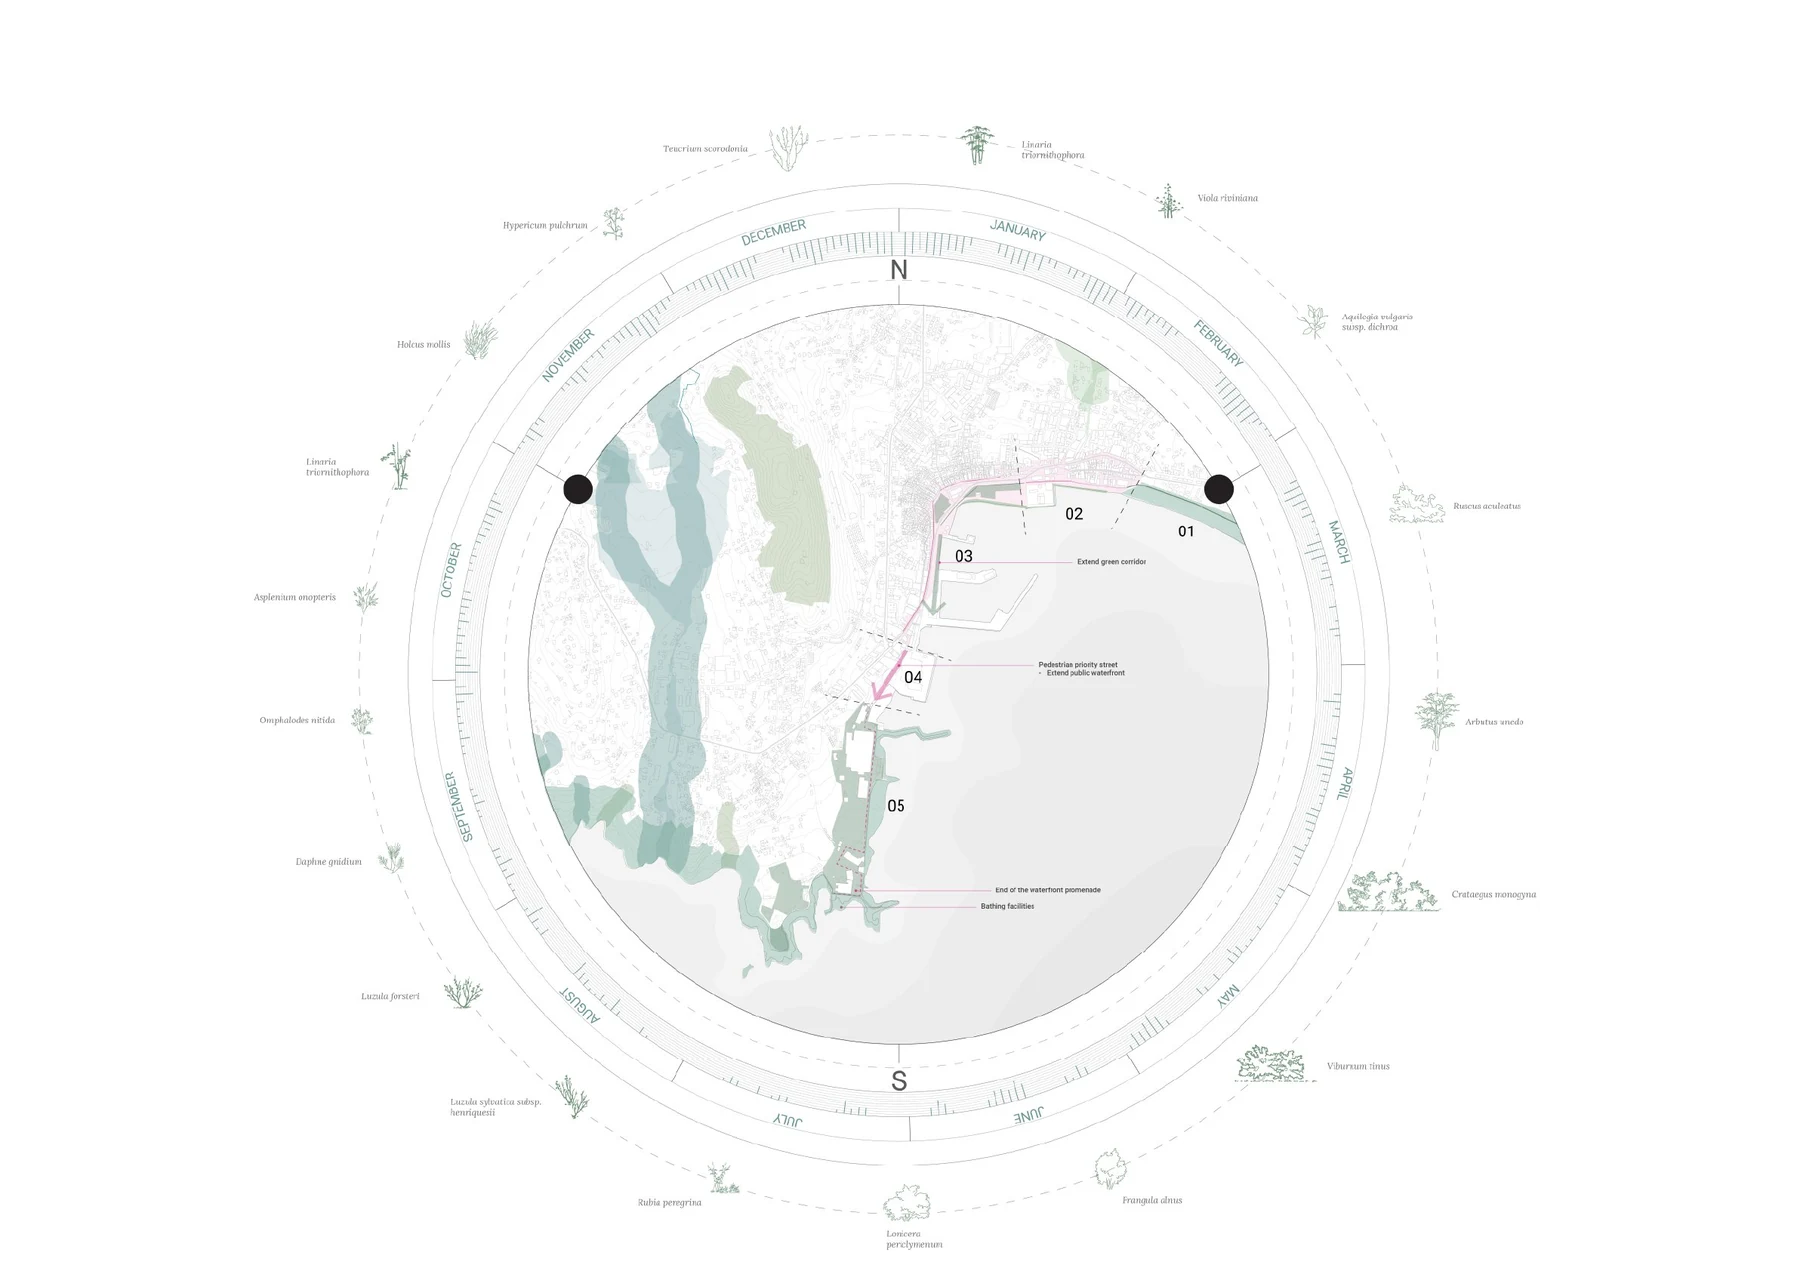 Teucrium scorodonia
Linaria
triornithophora
Viola riviniana
Hypericum pulchrum
DECEMBER
JANUARY
N
Aquilegia vulgaris
subsp. dichroa
Holcus mollis
NOVEMBER
FEBRUARY
Linaria
triornithophora
Ruscus aculeatus
02
01
MARCH
03
Extend green corridor
OCTOBER
Asplenium onopteris
Pedestrian priority street
• Extend public waterfront
04
Omphalodes nitida
Arbutus unedo
SEPTEMBER
APRIL
05
Daphne gnidium
End of the waterfront promenade
Crataegus monogyna
Bathing facilities
Luzula forsteri
AUGUST
MAY
Viburnum tinus
S
Luzula sylvatica subsp.
henriquesii
JULY
JUNE
Rubia peregrina
Frangula alnus
Lonicera
periclymenum